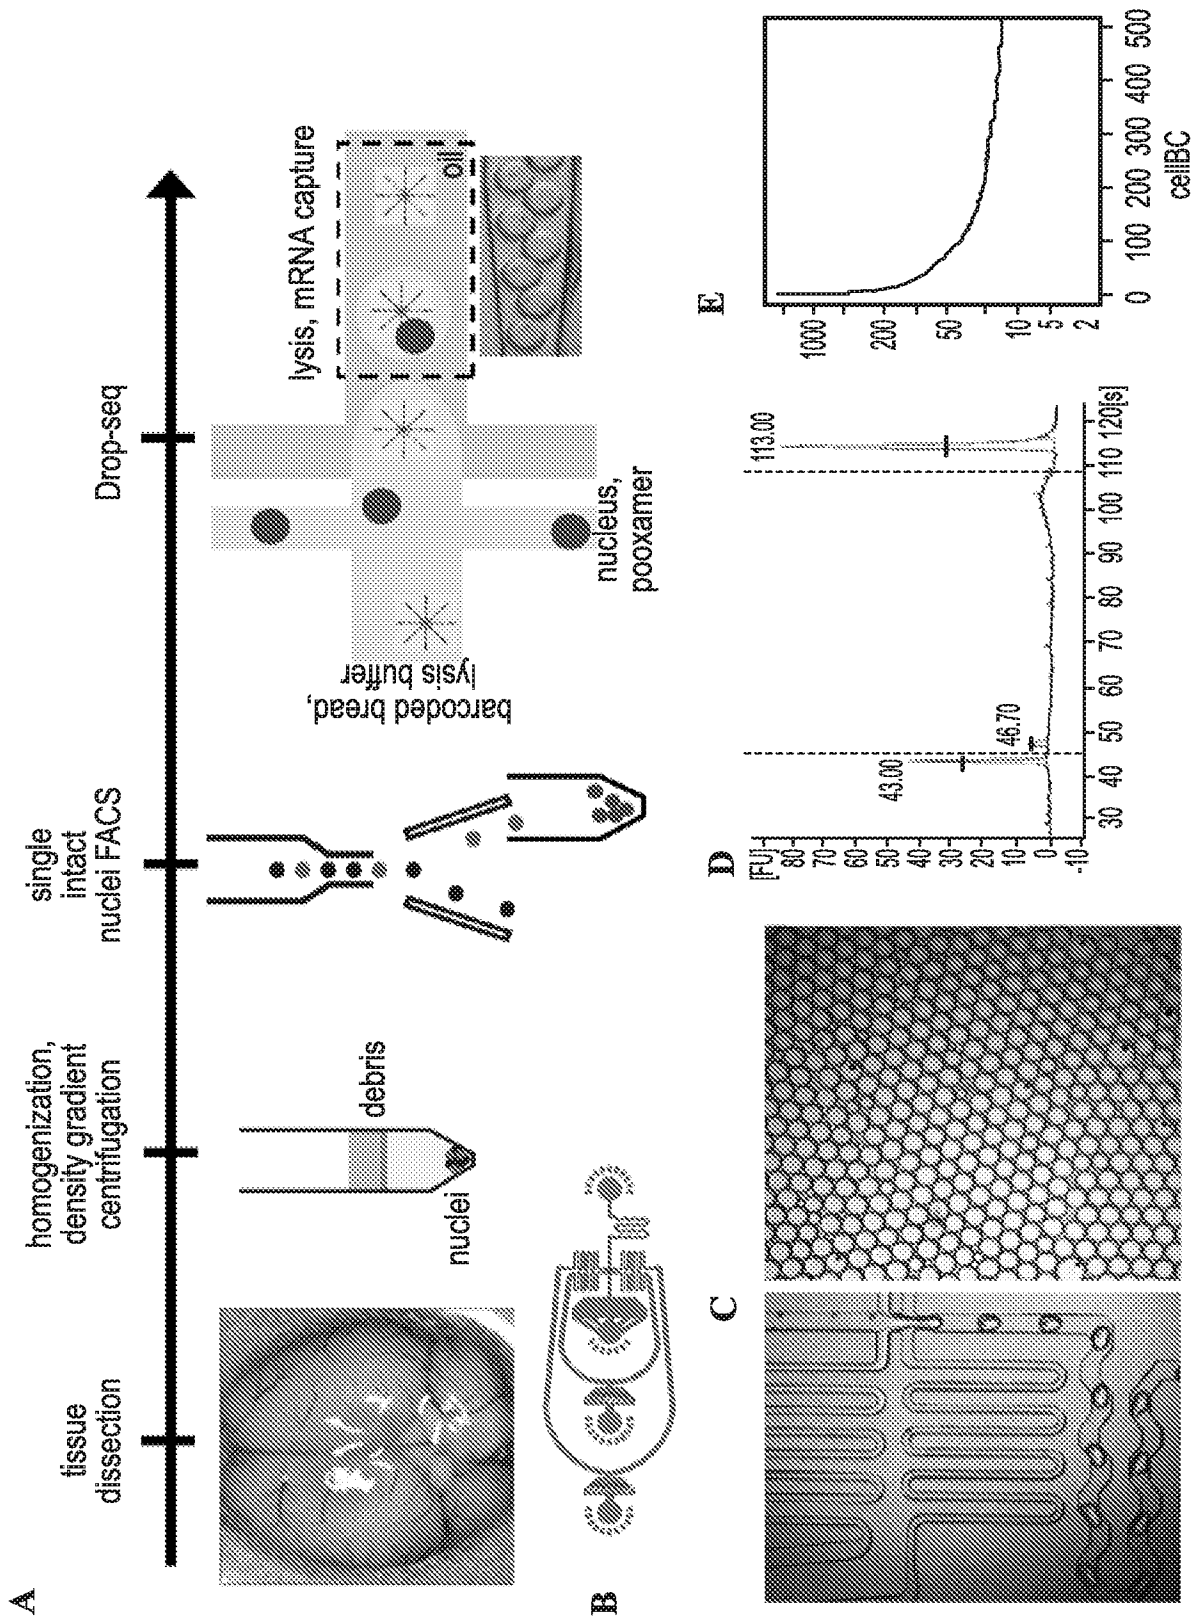 A
tissue
dissection
homogenization,
density gradient
centrifugation
single
intact
nuclei FACS
Drop-seq
debris
nuclei
barcoded bread,
lysis buffer
nucleus,
pooxamer
lysis, mRNA capture
oil
B
C
D
[FU]
80
70
60
50
40
30
20
10
0
-10
43.00
46.70
113.00
30 40 50 60 70 80 90 100 110 120[s]
E
1000
200
50
10
5
2
0 100 200 300 400 500
cellBC